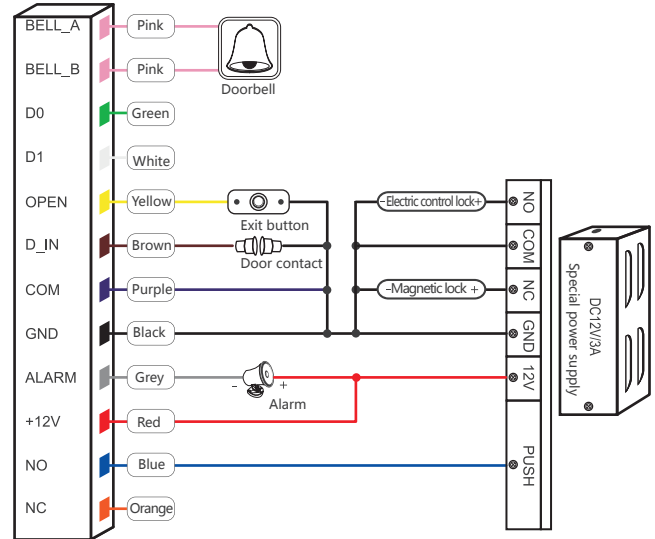 BELL_A Pink
BELL_B Pink
Doorbell
D0 Green
D1 White
OPEN Yellow
Exit button
-Electric control lock+
NO
D_IN Brown
Door contact
COM
COM Purple
-Magnetic lock +
NC
GND Black
GND
ALARM Grey
- +
Alarm
12V
+12V Red
NO Blue
PUSH
NC Orange
DC12V/3A
Special power supply